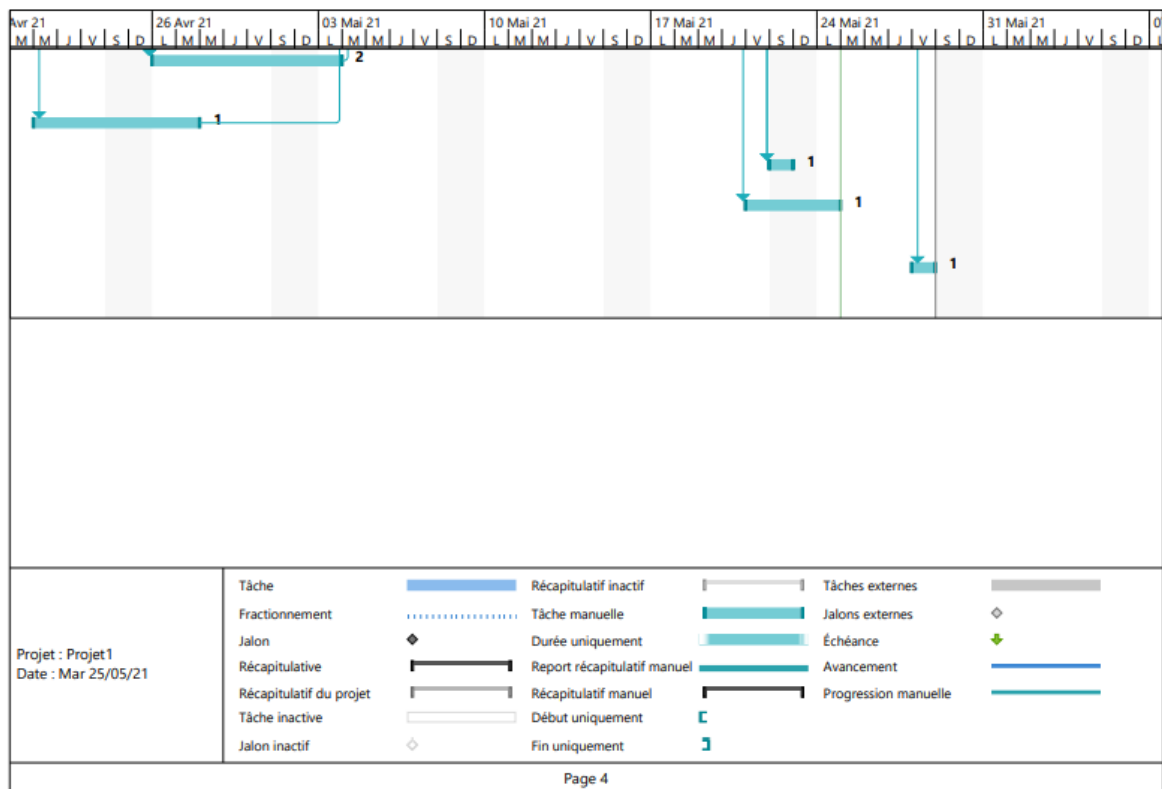 Avr 21 26 Avr 21 03 Mai 21 10 Mai 21 17 Mai 21 24 Mai 21 31 Mai 21 0
M M J V S D L M M J V S D L M M J V S D L M M J V S D L M M J V S D L M M J V S D L M M J V S D L
2
1
1
1
1
Projet : Projet1
Date : Mar 25/05/21
Tâche
Fractionnement
Jalon
Récapitulative
Récapitulatif du projet
Tâche inactive
Jalon inactif
Récapitulatif inactif
Tâche manuelle
Durée uniquement
Report récapitulatif manuel
Récapitulatif manuel
Début uniquement
Fin uniquement
Tâches externes
Jalons externes
Échéance
Avancement
Progression manuelle
Page 4